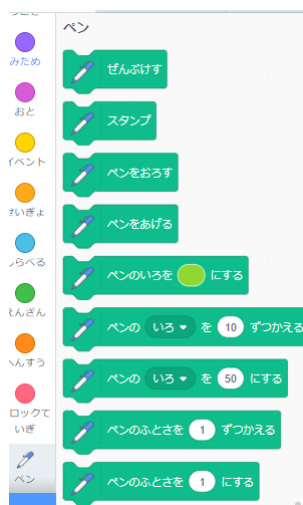 ペン
みため
ぜんぶけす
おと
スタンプ
イベント
ペンをおろす
せいぎょ
ペンをあげる
しらべる
ペンのいろを にする
えんざん
ペンの いろ を 10 ずつかえる
へんすう
ペンの いろ を 50 にする
ロックて
いぎ
ペンのふとさを 1 ずつかえる
ペン
ペンのふとさを 1 にする